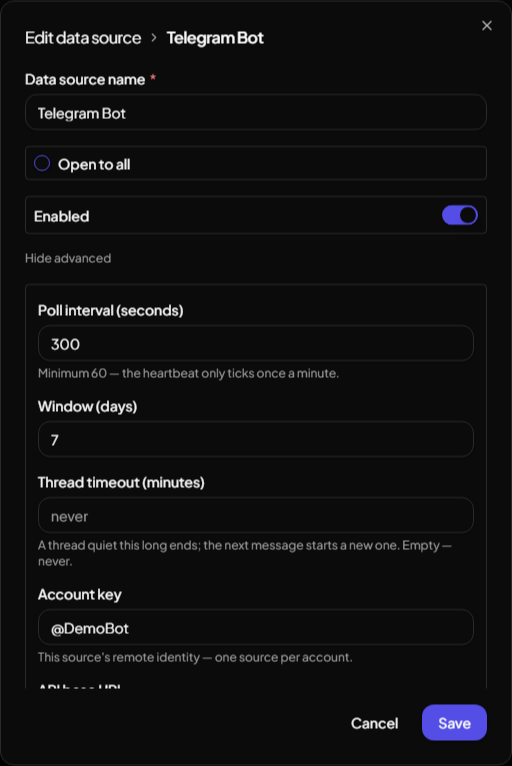 Edit data source > Telegram Bot
Data source name *
Telegram Bot
Open to all
Enabled
Hide advanced
Poll interval (seconds)
300
Minimum 60 — the heartbeat only ticks once a minute.
Window (days)
7
Thread timeout (minutes)
never
A thread quiet this long ends; the next message starts a new one. Empty —
never.
Account key
@DemoBot
This source's remote identity — one source per account.
API base URL
Cancel
Save